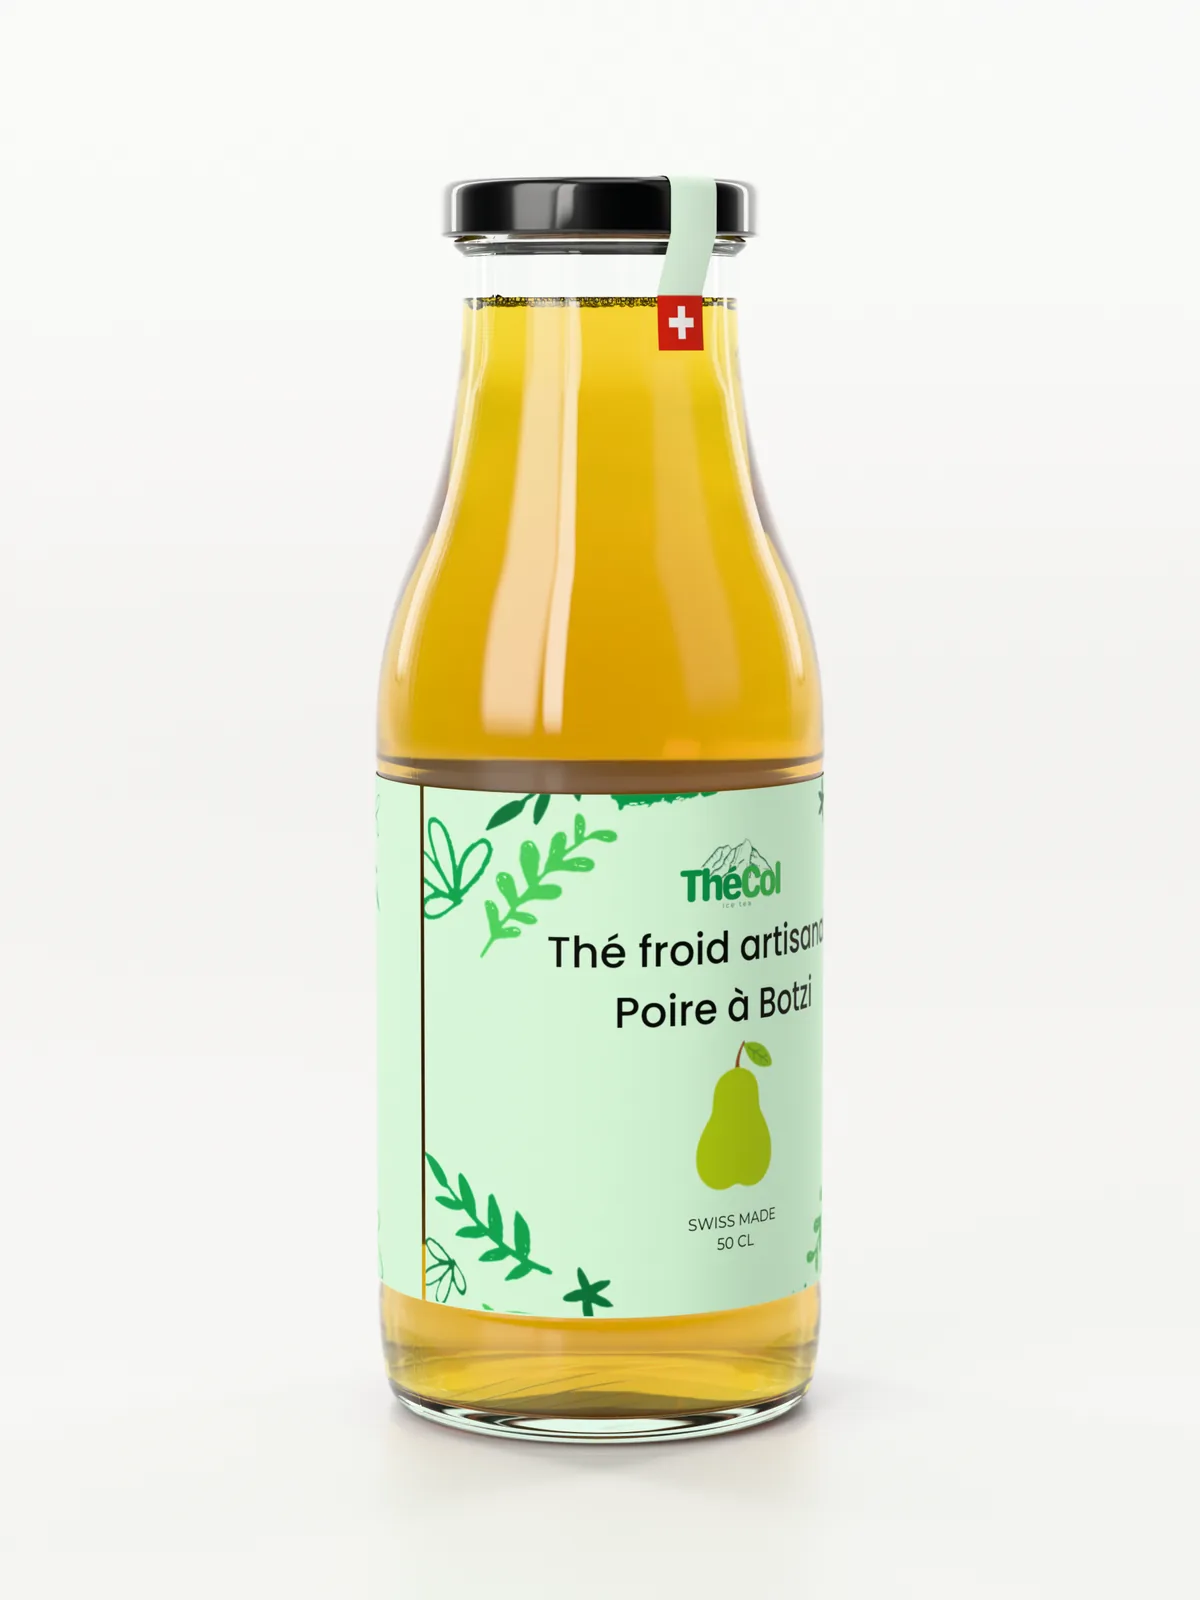 ThéCol
ice tea
Thé froid artisana
Poire à Botzi
SWISS MADE
50 CL